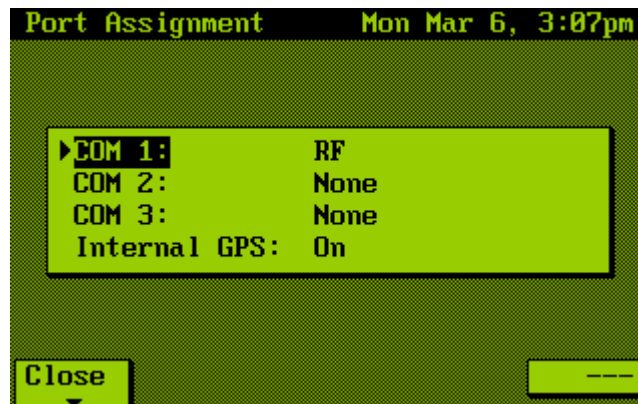 Port Assignment Mon Mar 6, 3:07pm
COM 1: RF
COM 2: None
COM 3: None
Internal GPS: On
Close ---